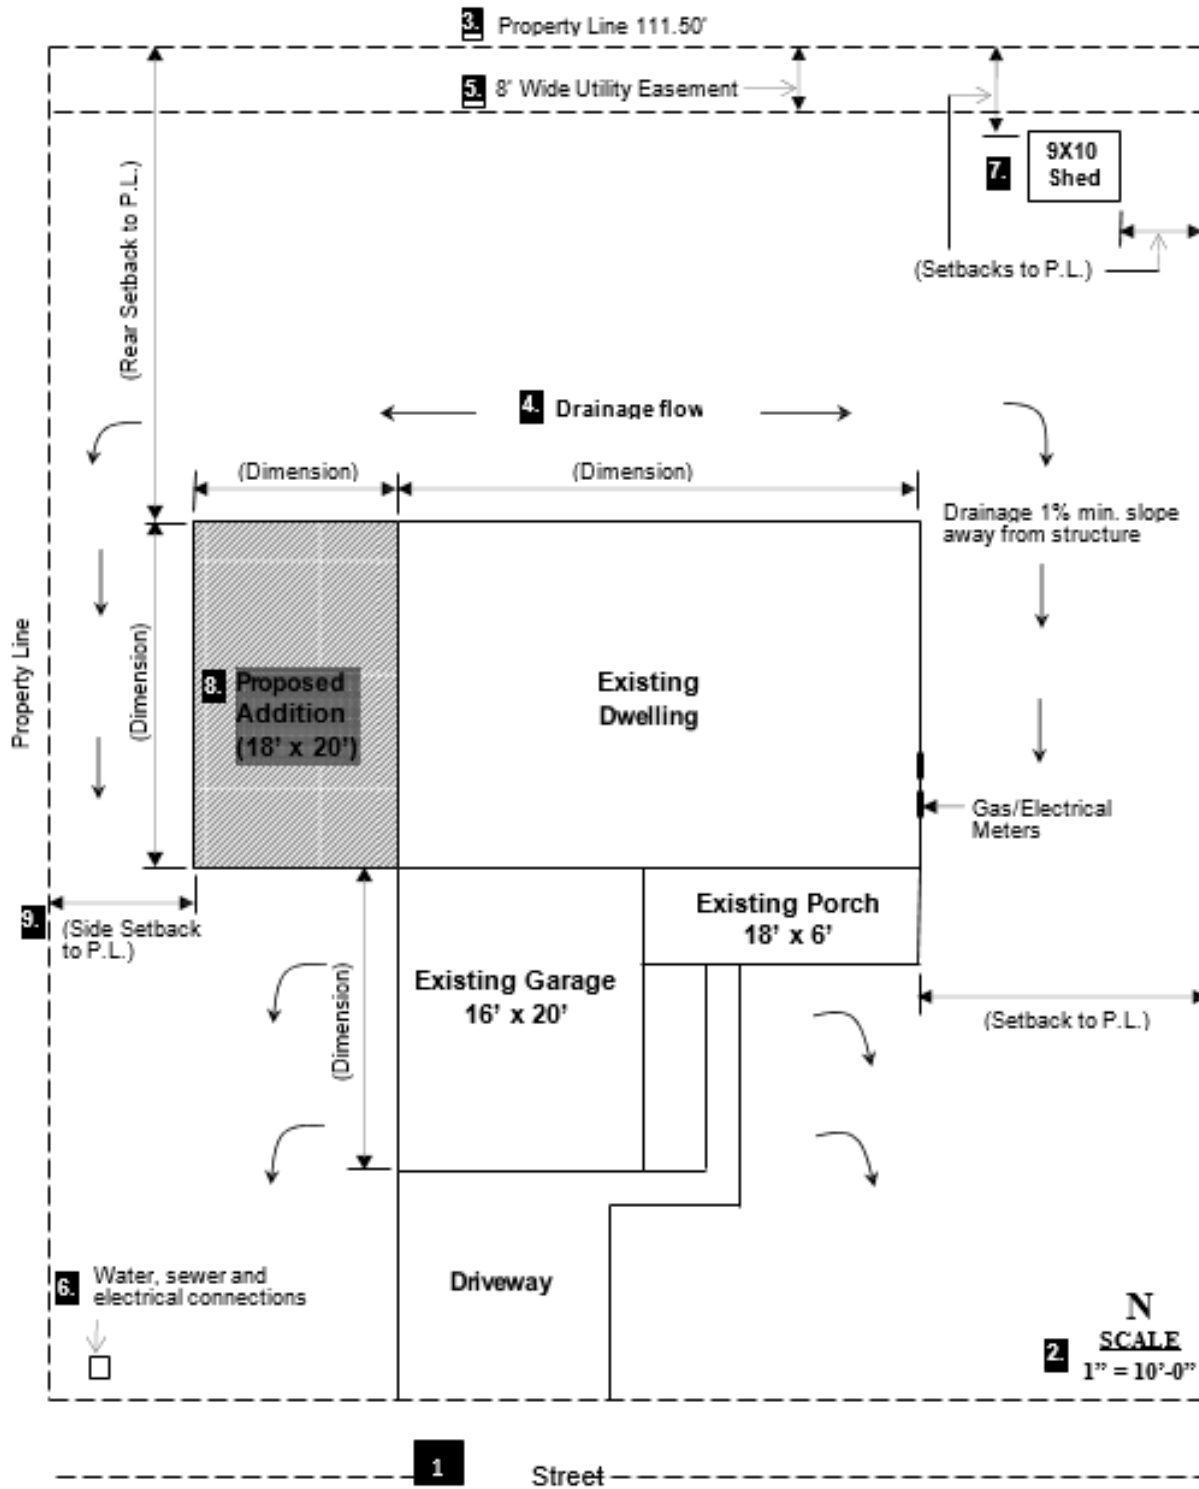 3. Property Line 111.50'
5. 8' Wide Utility Easement
7.
9X10
Shed
(Setbacks to P.L.)
(Rear Setback to P.L.)
4. Drainage flow
(Dimension)
(Dimension)
Drainage 1% min. slope
away from structure
Property Line
(Dimension)
8. Proposed
Addition
(18' x 20')
Existing
Dwelling
Gas/Electrical
Meters
9.
(Side Setback
to P.L.)
Existing Porch
18' x 6'
Existing Garage
16' x 20'
(Dimension)
(Setback to P.L.)
6. Water, sewer and
electrical connections
Driveway
N
2. SCALE
1" = 10'-0"
1 Street